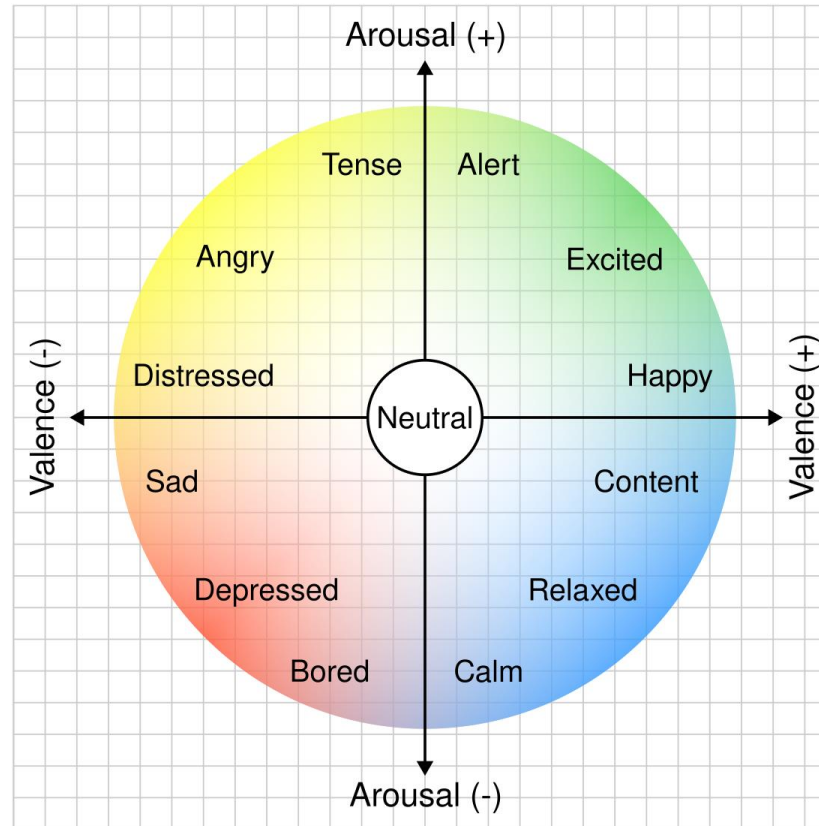 Arousal (+)
Tense
Alert
Angry
Excited
Distressed
Happy
Valence (-)
Neutral
Valence (+)
Sad
Content
Depressed
Relaxed
Bored
Calm
Arousal (-)